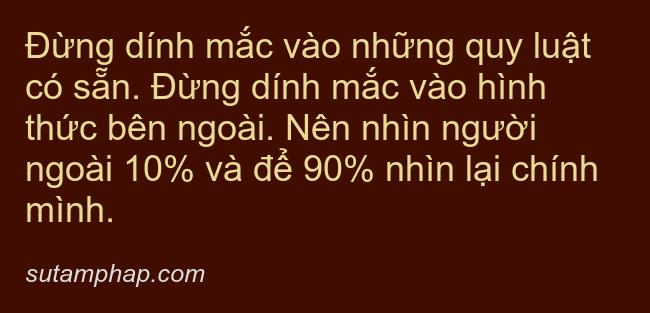 Đừng dính mắc vào những quy luật
có sẵn. Đừng dính mắc vào hình
thức bên ngoài. Nên nhìn người
ngoài 10% và để 90% nhìn lại chính
mình.
sutamphap.com